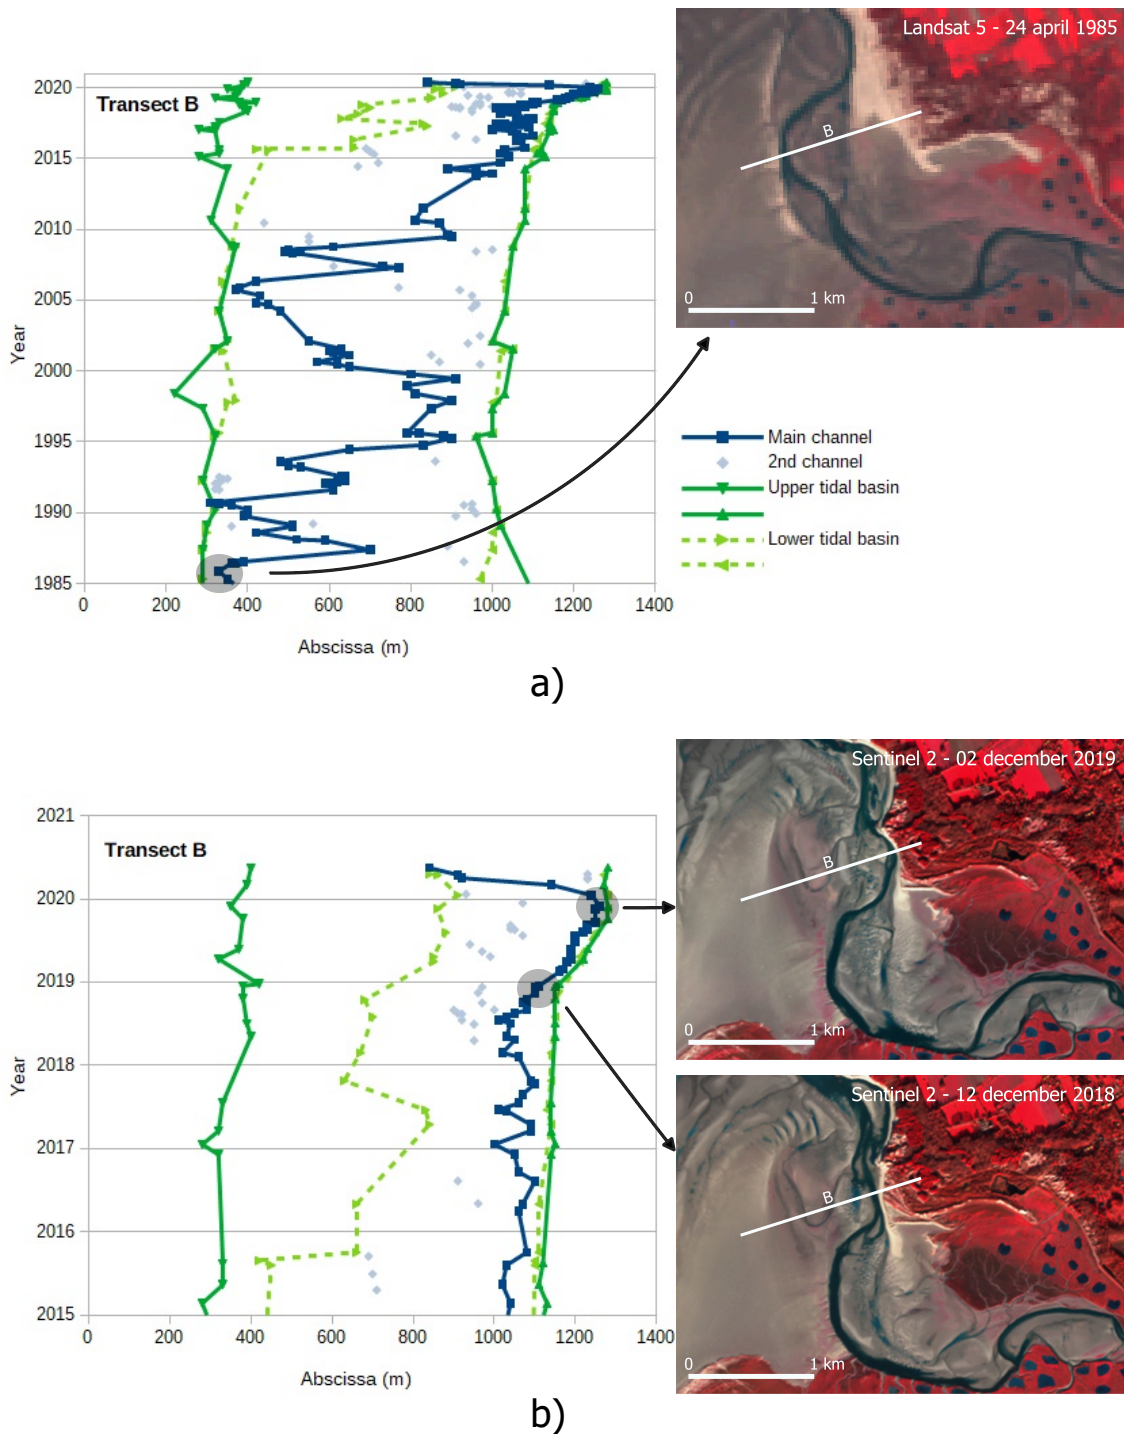 Landsat 5 - 24 april 1985
Transect B
2020
2015
2010
2005
2000
1995
1990
1985
Year
0 200 400 600 800 1000 1200 1400
Abscissa (m)
B
0 1 km
Main channel
2nd channel
Upper tidal basin
Lower tidal basin
a)
Sentinel 2 - 02 december 2019
B
0 1 km
Transect B
2021
2020
2019
2018
2017
2016
2015
Year
0 200 400 600 800 1000 1200 1400
Abscissa (m)
Sentinel 2 - 12 december 2018
B
0 1 km
b)